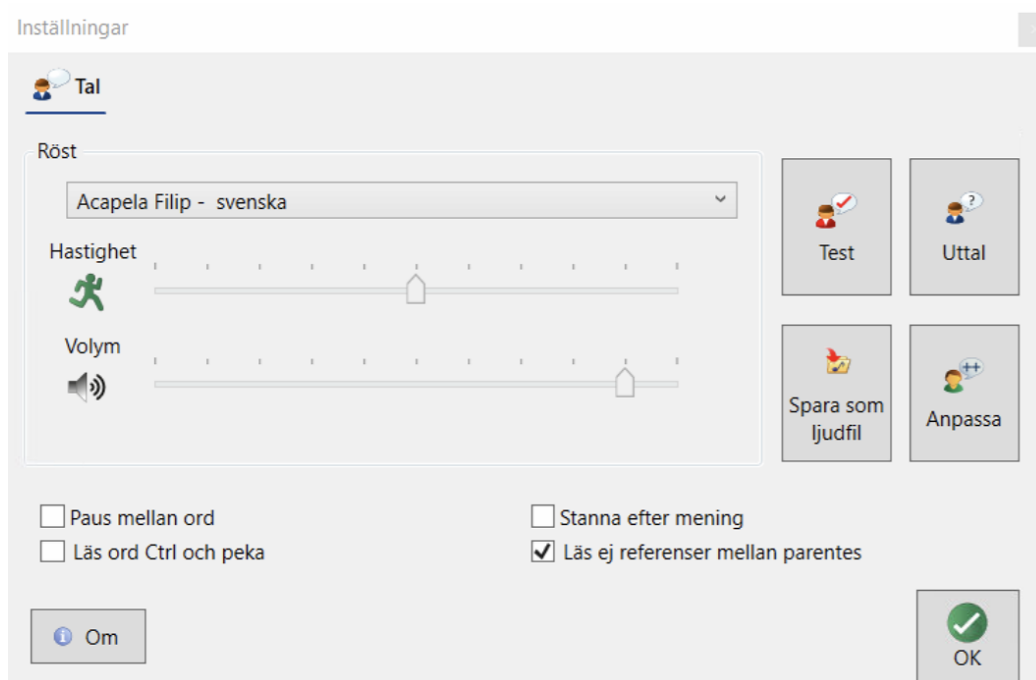 Inställningar
Tal
Röst
Acapela Filip - svenska
Hastighet
Volym
Test
Uttal
Spara som
ljudfil
Anpassa
Paus mellan ord
Stanna efter mening
Läs ord Ctrl och peka
Läs ej referenser mellan parentes
Om
OK